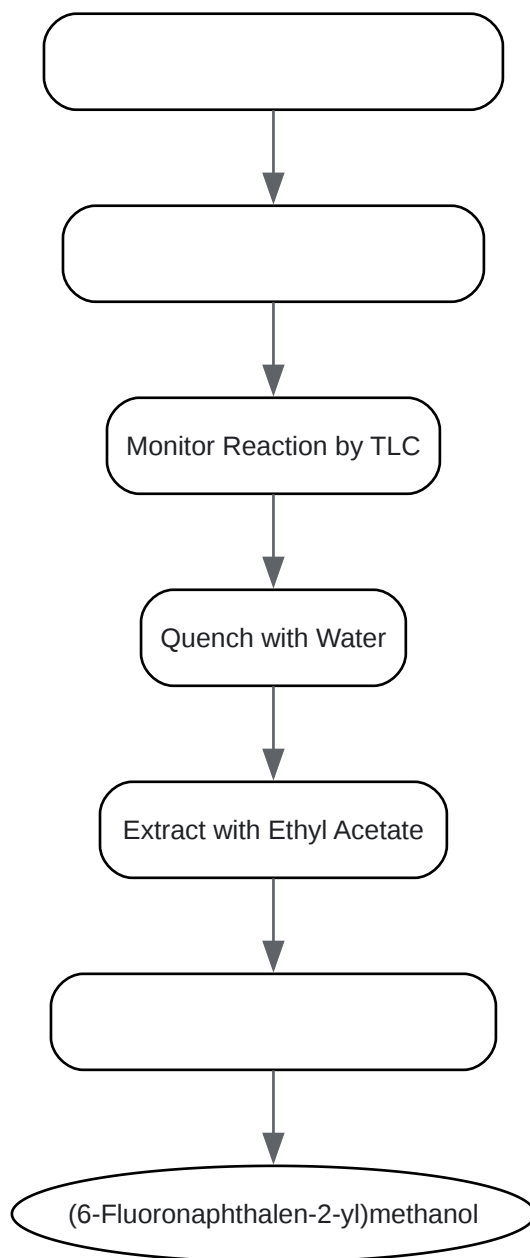 Monitor Reaction by TLC
Quench with Water
Extract with Ethyl Acetate
(6-Fluoronaphthalen-2-yl)methanol